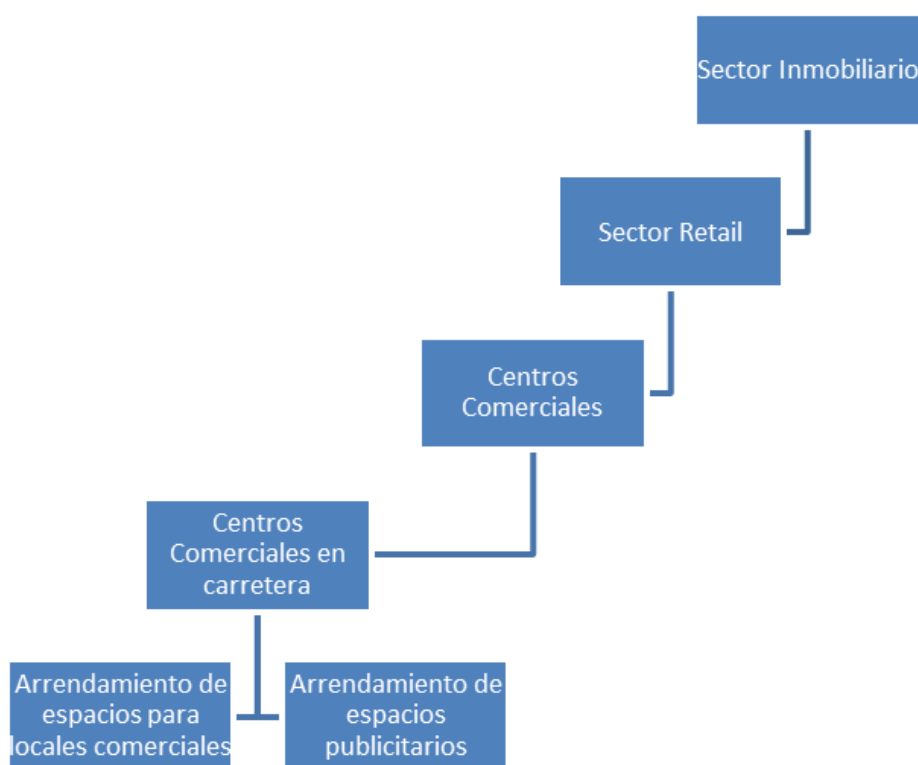 Sector Inmobiliario
Sector Retail
Centros
Comerciales
Centros
Comerciales en
carretera
Arrendamiento de
espacios para
locales comerciales
Arrendamiento de
espacios
publicitarios